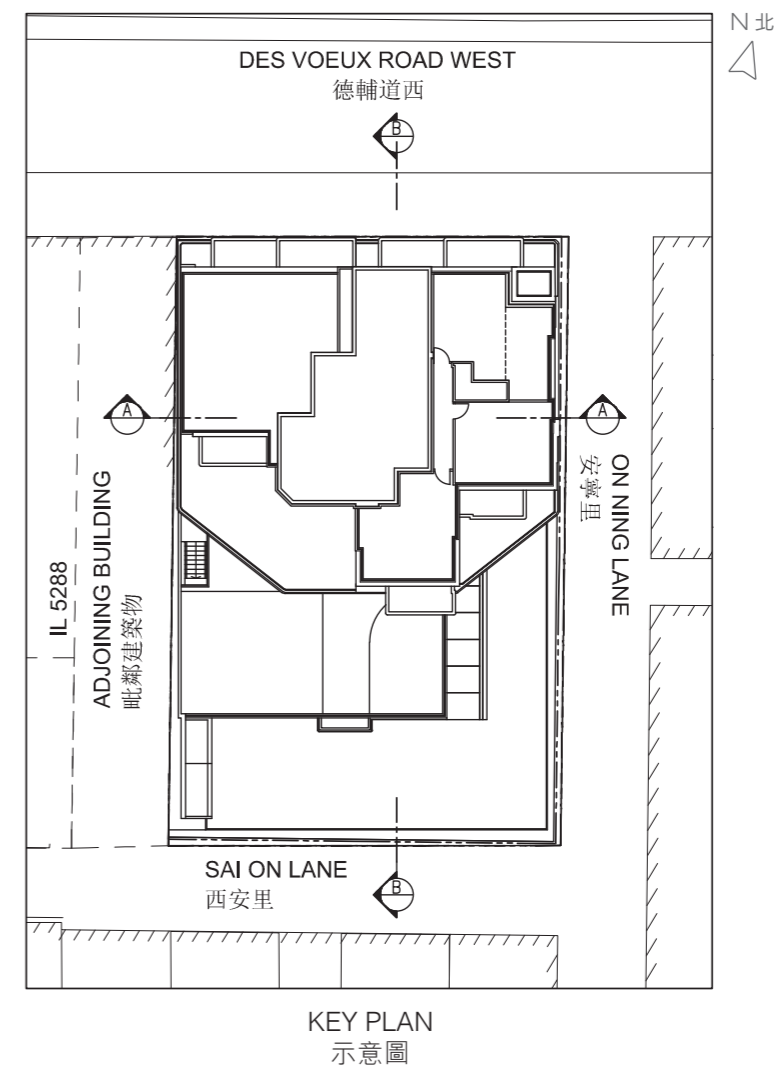 N 北
DES VOEUX ROAD WEST
德輔道西
B
A
A
ON NING LANE
安寧里
IL 5288
ADJOINING BUILDING
毗鄰建築物
SAI ON LANE
西安里
B
KEY PLAN
示意圖